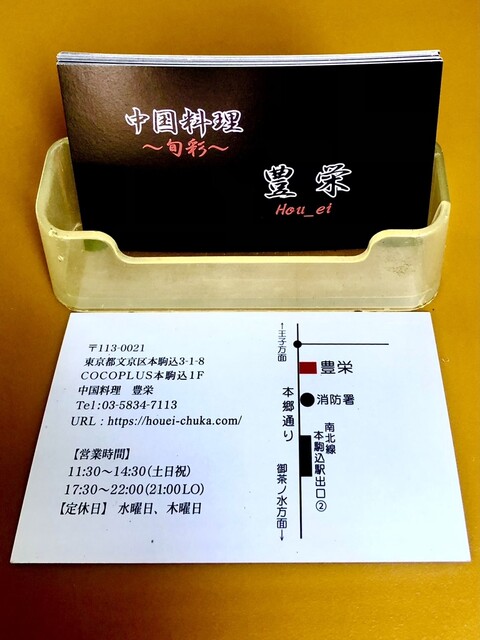 中国料理
～旬彩～
豊栄
Hou_ei
〒113-0021
東京都文京区本駒込3-1-8
COCOPLUS本駒込1F
中国料理　豊栄
Tel:03-5834-7113
URL : https://houei-chuka.com/
【営業時間】
11:30～14:30(土日祝)
17:30～22:00(21:00LO)
【定休日】 水曜日、木曜日
←王子方面
豊栄
本郷通り
消防署
南北線
本駒込駅出口②
御茶ノ水方面→